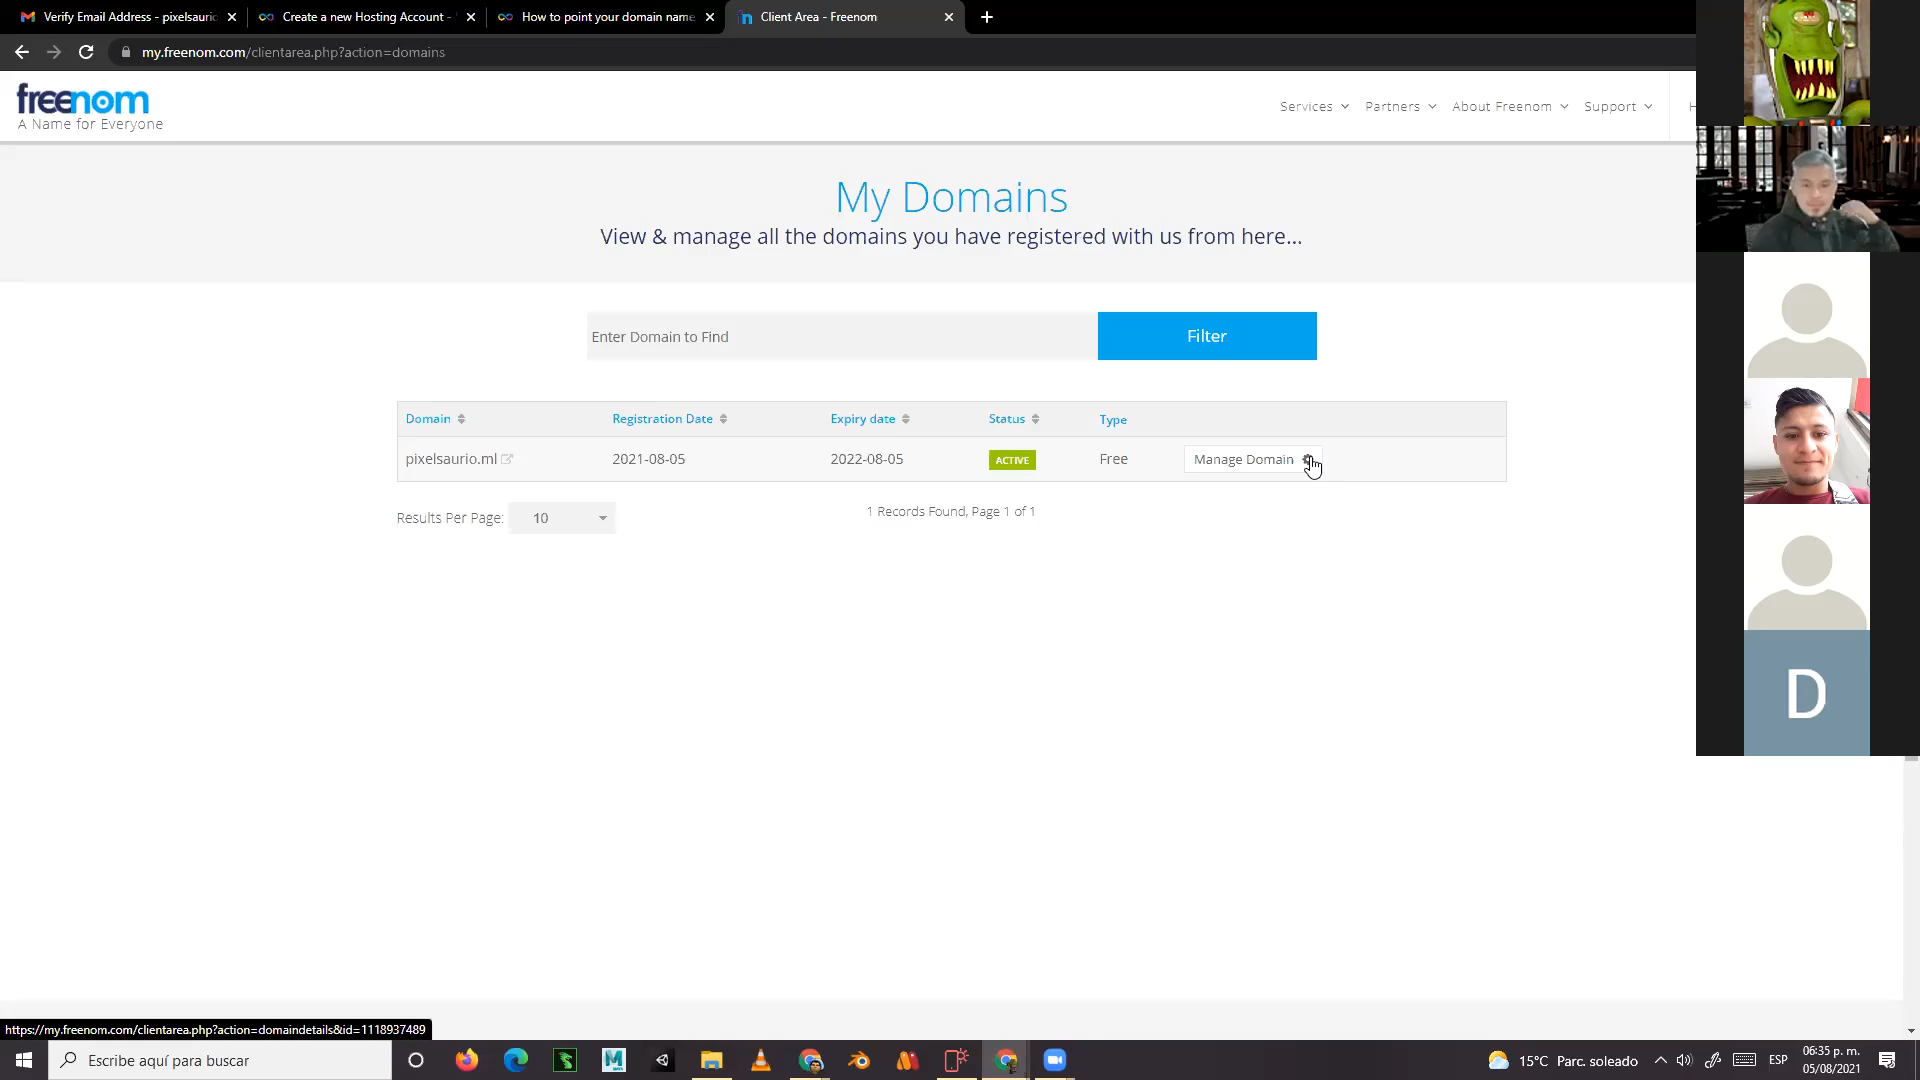 Verify Email Address - pixelsaurio
Create a new Hosting Account -
How to point your domain name
Client Area - Freenom
my.freenom.com/clientarea.php?action=domains
freenom
A Name for Everyone
Services
Partners
About Freenom
Support
My Domains
View & manage all the domains you have registered with us from here...
Enter Domain to Find
Filter
Domain
Registration Date
Expiry date
Status
Type
pixelsaurio.ml
2021-08-05
2022-08-05
ACTIVE
Free
Manage Domain
Results Per Page:
10
1 Records Found, Page 1 of 1
D
https://my.freenom.com/clientarea.php?action=domaindetails&id=1118937489
Escribe aquí para buscar
15°C Parc. soleado
ESP
06:35 p. m.
05/08/2021